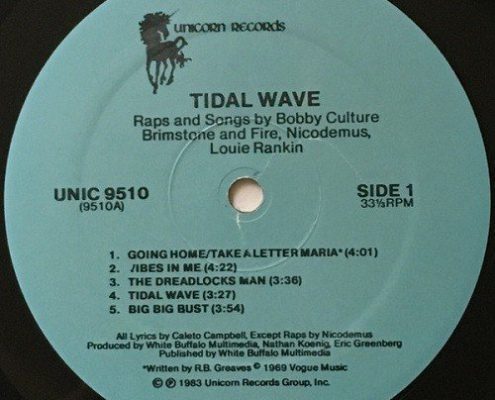 UNICORN RECORDS
TIDAL WAVE
Raps and Songs by Bobby Culture
Brimstone and Fire, Nicodemus,
Louie Rankin
UNIC 9510
(9510A)
SIDE 1
33⅓RPM
1. GOING HOME/TAKE A LETTER MARIA* (4:01)
2. VIBES IN ME (4:22)
3. THE DREADLOCKS MAN (3:36)
4. TIDAL WAVE (3:27)
5. BIG BIG BUST (3:54)
All Lyrics by Caleto Campbell, Except Raps by Nicodemus
Produced by White Buffalo Multimedia, Nathan Koenig, Eric Greenberg
Published by White Buffalo Multimedia
*Written by R.B. Greaves © 1969 Vogue Music
© ℗ 1983 Unicorn Records Group, Inc.